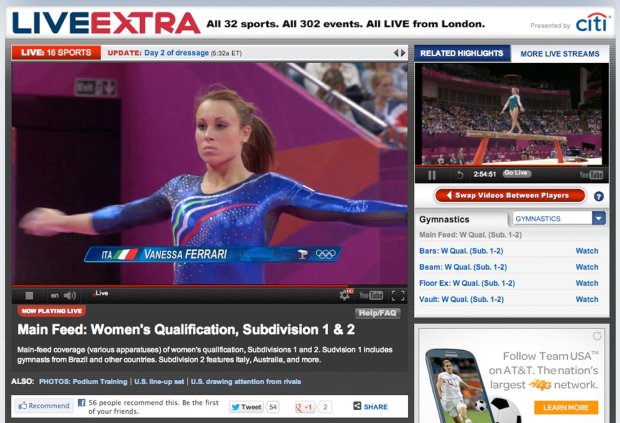 LIVEEXTRA All 32 sports. All 302 events. All LIVE from London. Presented by citi
LIVE: 16 SPORTS UPDATE: Day 2 of dressage (5:32a ET)
RELATED HIGHLIGHTS MORE LIVE STREAMS
Exit
ITA VANESSA FERRARI
en Live HD YouTube
2:54:51 Go Live YouTube
Swap Videos Between Players ?
Gymnastics GYMNASTICS
Main Feed: W Qual. (Sub. 1-2)
Bars: W Qual. (Sub. 1-2) Watch
Beam: W Qual. (Sub. 1-2) Watch
Floor Ex: W Qual. (Sub. 1-2) Watch
Vault: W Qual. (Sub. 1-2) Watch
NOW PLAYING LIVE Help/FAQ
Main Feed: Women's Qualification, Subdivision 1 & 2
Main-feed coverage (various apparatuses) of women's qualification, Subdivisions 1 and 2. Sudvision 1 includes
gymnasts from Brazil and other countries. Subdivision 2 features Italy, Australia, and more.
ALSO: PHOTOS: Podium Training | U.S. line-up set | U.S. drawing attention from rivals
Recommend 56 people recommend this. Be the first
of your friends.
Tweet 54 +1 2 SHARE
Follow Team USA™
on AT&T. The nation's
largest 4G network.
LEARN MORE